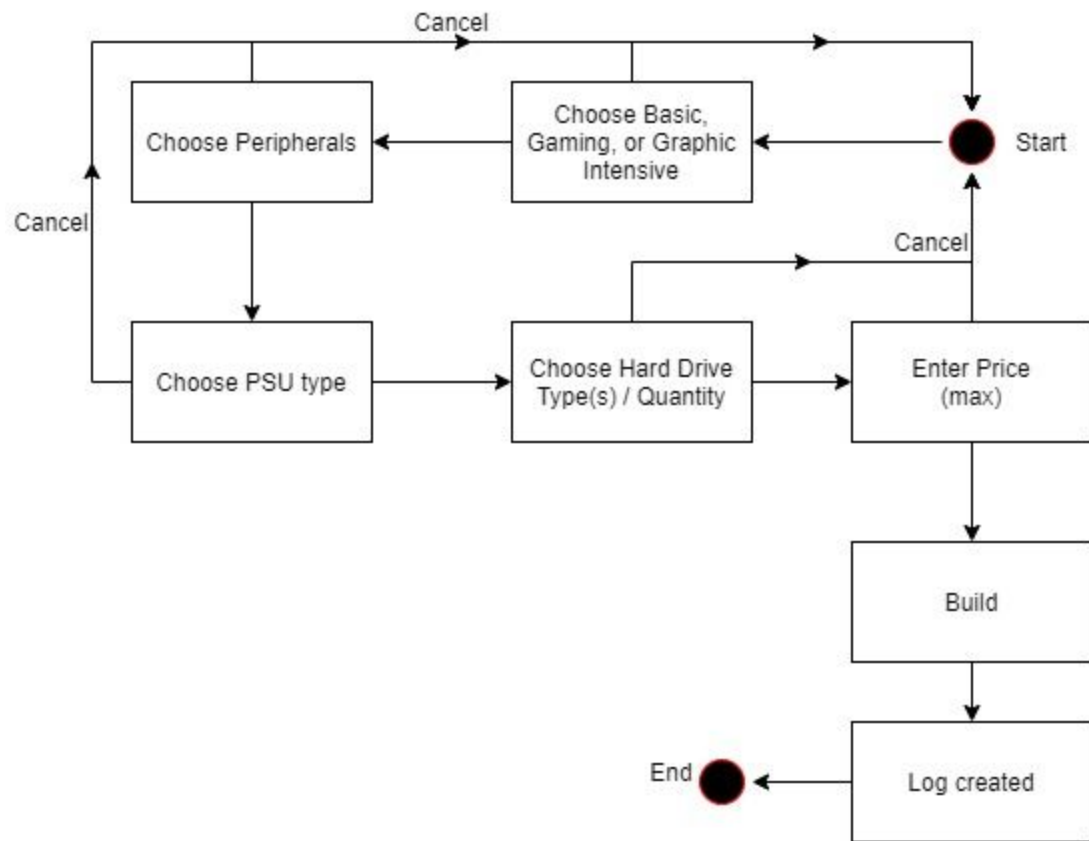 Cancel
Choose Peripherals
Choose Basic,
Gaming, or Graphic
Intensive
Start
Cancel
Cancel
Choose PSU type
Choose Hard Drive
Type(s) / Quantity
Enter Price
(max)
Build
End
Log created